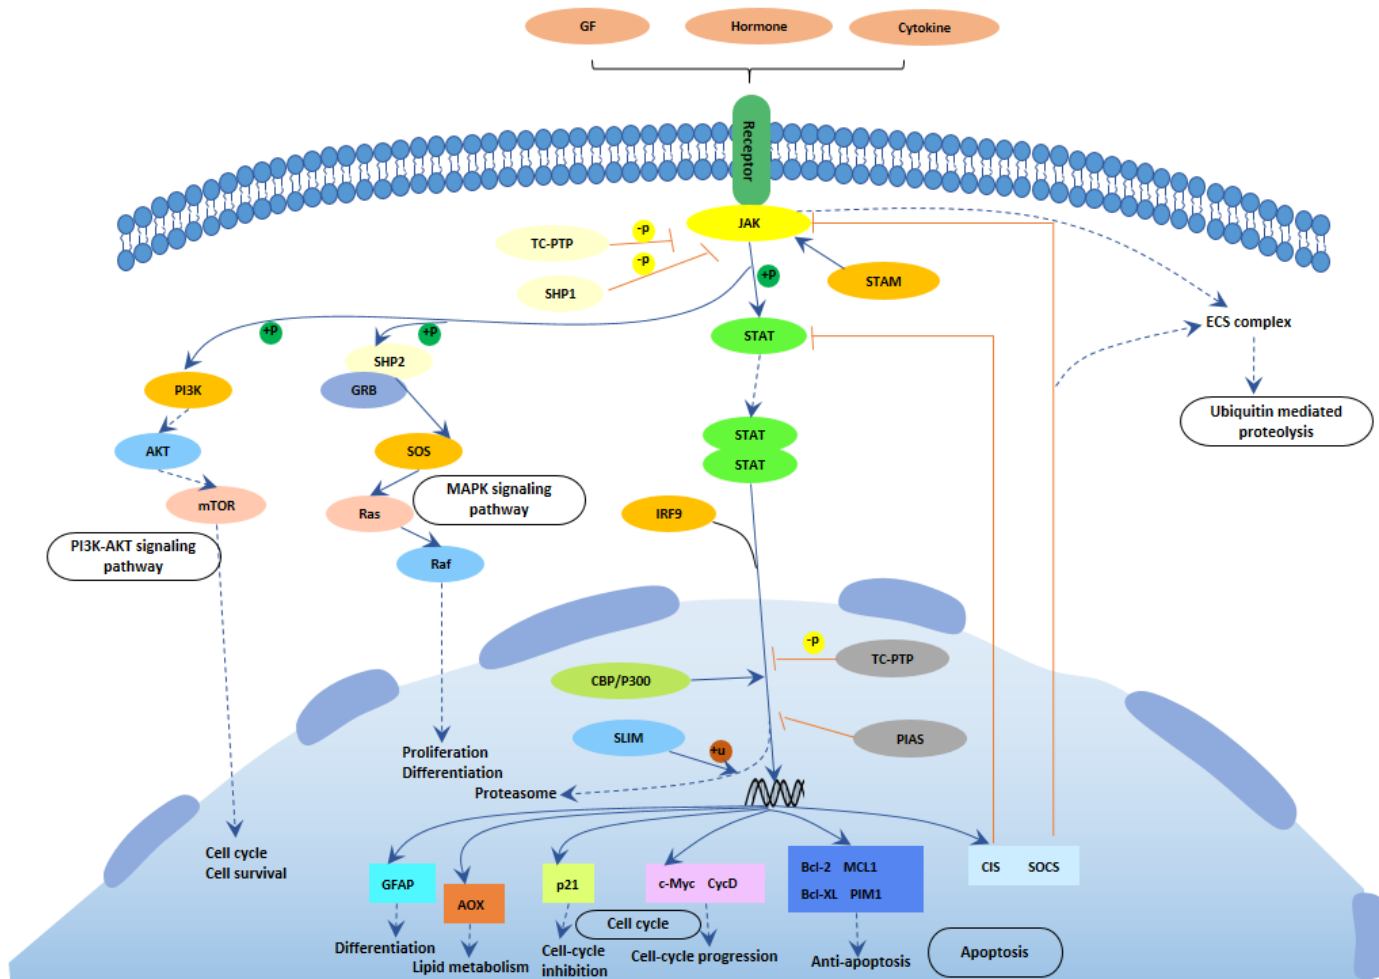 GF
Hormone
Cytokine
Receptor
JAK
TC-PTP
-p
-p
SHP1
+P
STAM
+P
+P
STAT
ECS complex
SHP2
GRB
PI3K
Ubiquitin mediated
proteolysis
AKT
SOS
STAT
STAT
mTOR
MAPK signaling
pathway
Ras
IRF9
PI3K-AKT signaling
pathway
Raf
-p
TC-PTP
CBP/P300
SLIM
+u
PIAS
Proliferation
Differentiation
Proteasome
Cell cycle
Cell survival
GFAP
AOX
p21
c-Myc CycD
Bcl-2 MCL1
Bcl-XL PIM1
CIS SOCS
Cell cycle
Differentiation
Lipid metabolism
Cell-cycle
inhibition
Cell-cycle progression
Anti-apoptosis
Apoptosis